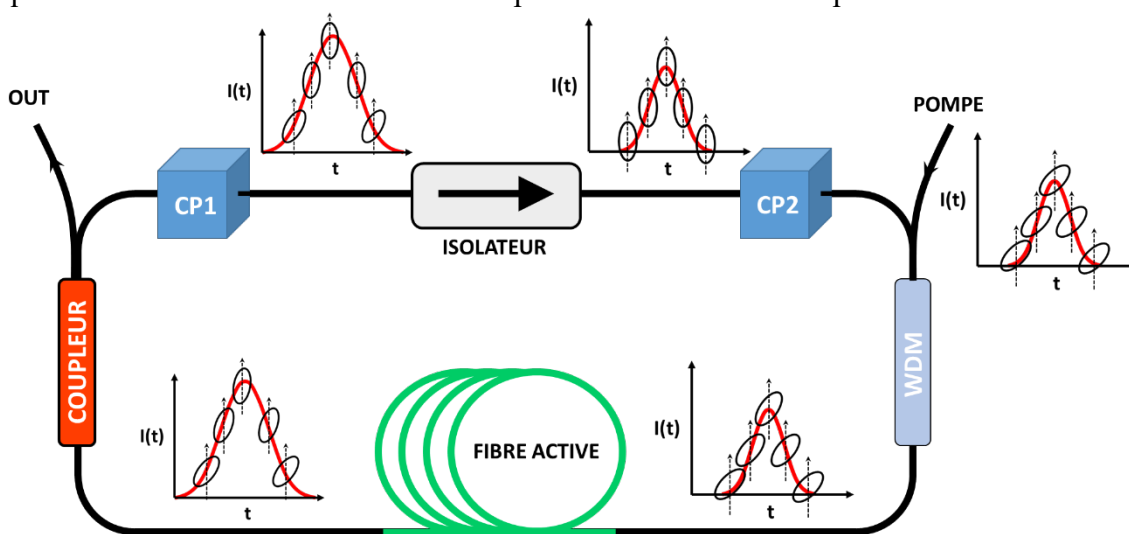 I(t)
t
I(t)
t
OUT
POMPE
CP1
ISOLATEUR
CP2
I(t)
t
COUPLEUR
WDM
I(t)
t
FIBRE ACTIVE
I(t)
t